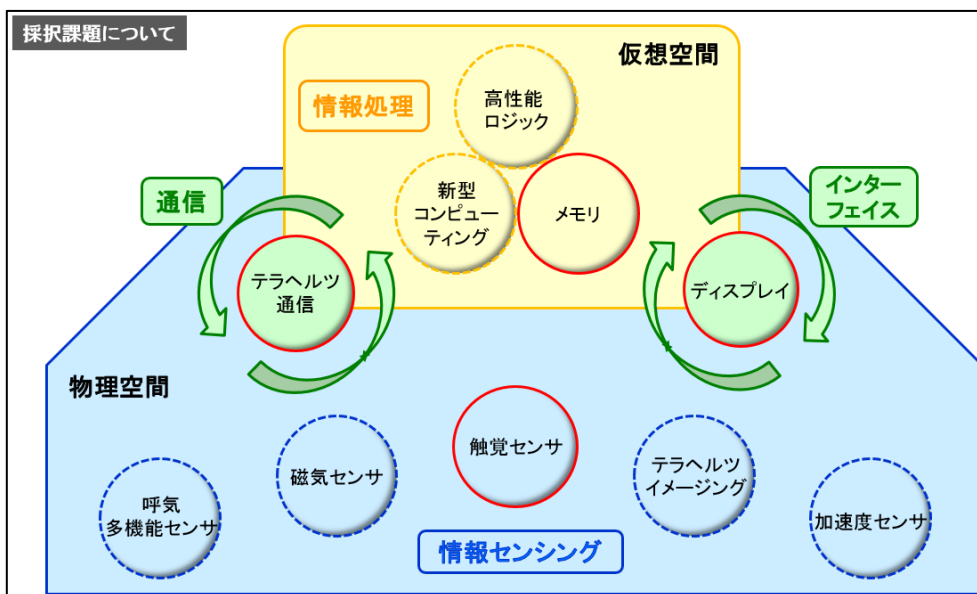 採択課題について
仮想空間
情報処理
高性能
ロジック
新型
コンピュー
ティング
メモリ
通信
テラヘルツ
通信
インター
フェイス
ディスプレイ
物理空間
呼気
多機能センサ
磁気センサ
触覚センサ
テラヘルツ
イメージング
加速度センサ
情報センシング